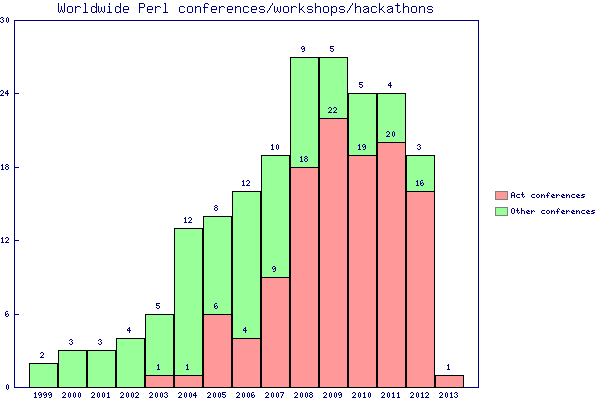 Worldwide Perl conferences/workshops/hackathons
30
9 5
24 5 4
22
20
18 10 18 19 3
16
12 12
12 8
9
6 5 6
4
2 3 3 4
1 1 1
0
1999 2000 2001 2002 2003 2004 2005 2006 2007 2008 2009 2010 2011 2012 2013
Act conferences
Other conferences